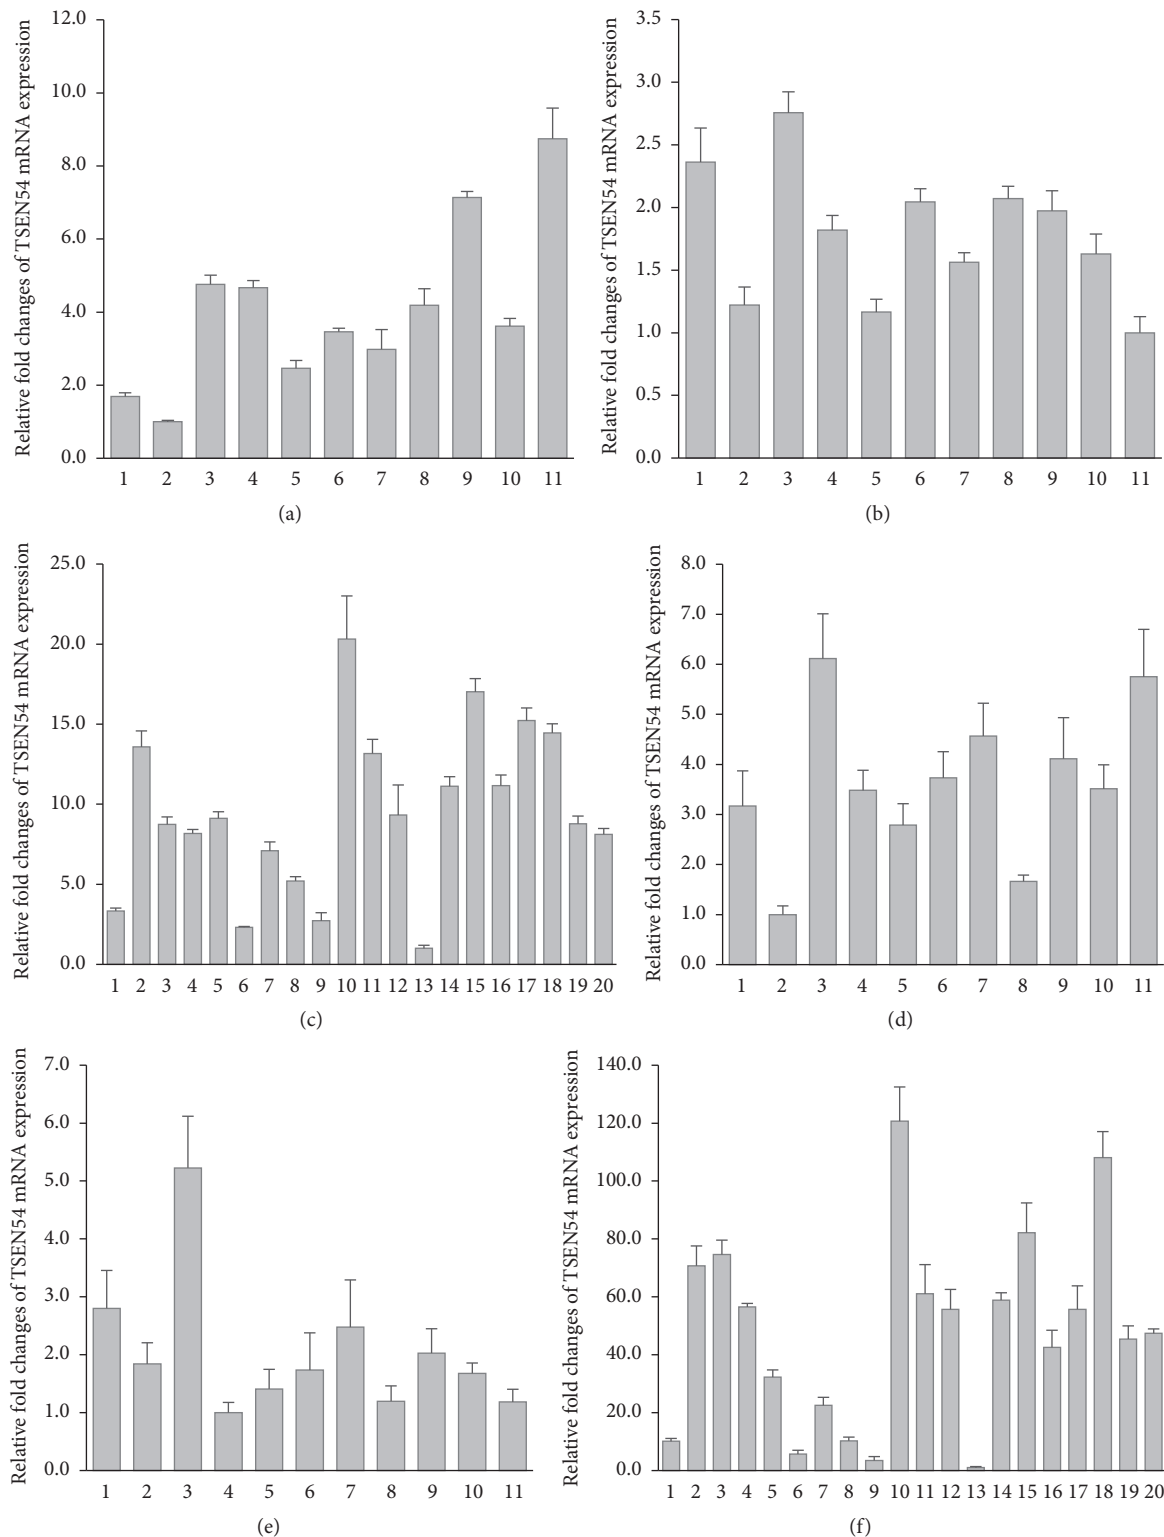 Relative fold changes of TSEN54 mRNA expression
12.0
10.0
8.0
6.0
4.0
2.0
0.0
1 2 3 4 5 6 7 8 9 10 11
(a)
Relative fold changes of TSEN54 mRNA expression
3.5
3.0
2.5
2.0
1.5
1.0
0.5
0.0
1 2 3 4 5 6 7 8 9 10 11
(b)
Relative fold changes of TSEN54 mRNA expression
25.0
20.0
15.0
10.0
5.0
0.0
1 2 3 4 5 6 7 8 9 10 11 12 13 14 15 16 17 18 19 20
(c)
Relative fold changes of TSEN54 mRNA expression
8.0
7.0
6.0
5.0
4.0
3.0
2.0
1.0
0.0
1 2 3 4 5 6 7 8 9 10 11
(d)
Relative fold changes of TSEN54 mRNA expression
7.0
6.0
5.0
4.0
3.0
2.0
1.0
0.0
1 2 3 4 5 6 7 8 9 10 11
(e)
Relative fold changes of TSEN54 mRNA expression
140.0
120.0
100.0
80.0
60.0
40.0
20.0
0.0
1 2 3 4 5 6 7 8 9 10 11 12 13 14 15 16 17 18 19 20
(f)